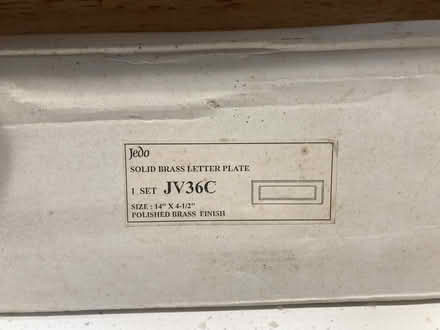 Jedo
SOLID BRASS LETTER PLATE
1 SET JV36C
SIZE : 14" X 4-1/2"
POLISHED BRASS FINISH